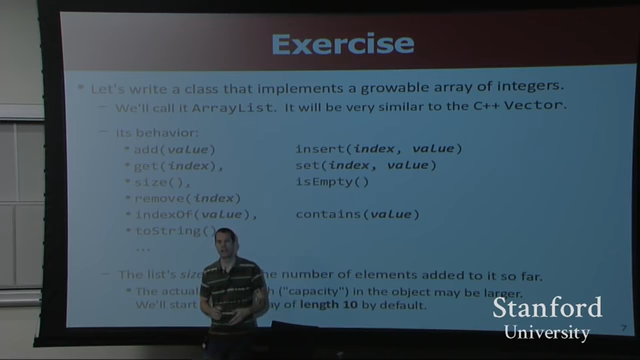 Exercise
• Let's write a class that implements a growable array of integers.
– We'll call it ArrayList. It will be very similar to the C++ Vector.
– its behavior:
• add(value) insert(index, value)
• get(index), set(index, value)
• size(), isEmpty()
• remove(index)
• indexOf(value), contains(value)
• toString()
...
– The list's size the number of elements added to it so far.
• The actual ("capacity") in the object may be larger.
We'll start of length 10 by default.
7
Stanford
University